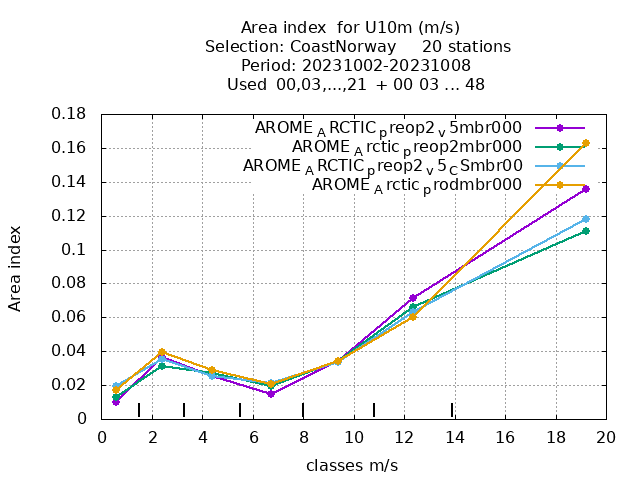 Area index  for U10m (m/s)
Selection: CoastNorway     20 stations
Period: 20231002-20231008
Used  00,03,...,21  + 00 03 ... 48
0.18
0.16
0.14
0.12
0.1
0.08
0.06
0.04
0.02
0
Area index
AROME_ARCTIC_preop2_v5mbr000
AROME_Arctic_preop2mbr000
AROME_ARCTIC_preop2_v5_CSmbr00
AROME_Arctic_prodmbr000
0 2 4 6 8 10 12 14 16 18 20
classes m/s